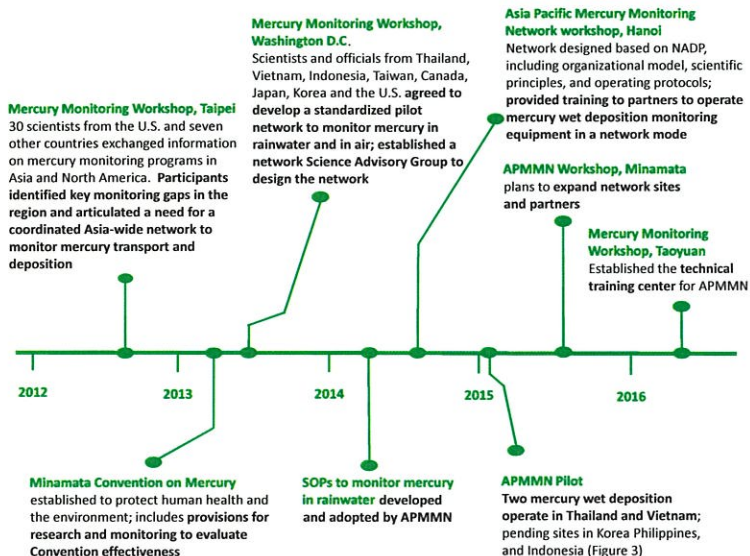 Mercury Monitoring Workshop, Taipei
30 scientists from the U.S. and seven
other countries exchanged information
on mercury monitoring programs in
Asia and North America. Participants
identified key monitoring gaps in the
region and articulated a need for a
coordinated Asia-wide network to
monitor mercury transport and
deposition
Mercury Monitoring Workshop,
Washington D.C.
Scientists and officials from Thailand,
Vietnam, Indonesia, Taiwan, Canada,
Japan, Korea and the U.S. agreed to
develop a standardized pilot
network to monitor mercury in
rainwater and in air; established a
network Science Advisory Group to
design the network
Asia Pacific Mercury Monitoring
Network workshop, Hanoi
Network designed based on NADP,
including organizational model, scientific
principles, and operating protocols;
provided training to partners to operate
mercury wet deposition monitoring
equipment in a network mode
APMMN Workshop, Minamata
plans to expand network sites
and partners
Mercury Monitoring
Workshop, Taoyuan
Established the technical
training center for APMMN
2012
2013
2014
2015
2016
Minamata Convention on Mercury
established to protect human health and
the environment; includes provisions for
research and monitoring to evaluate
Convention effectiveness
SOPs to monitor mercury
in rainwater developed
and adopted by APMMN
APMMN Pilot
Two mercury wet deposition
operate in Thailand and Vietnam;
pending sites in Korea Philippines,
and Indonesia (Figure 3)